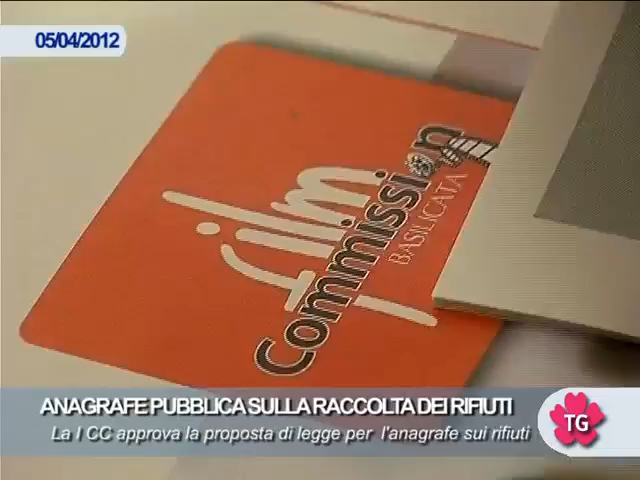 05/04/2012
film
Commission
BASILICATA
ANAGRAFE PUBBLICA SULLA RACCOLTA DEI RIFIUTI
La I CC approva la proposta di legge per l'anagrafe sui rifiuti
TG